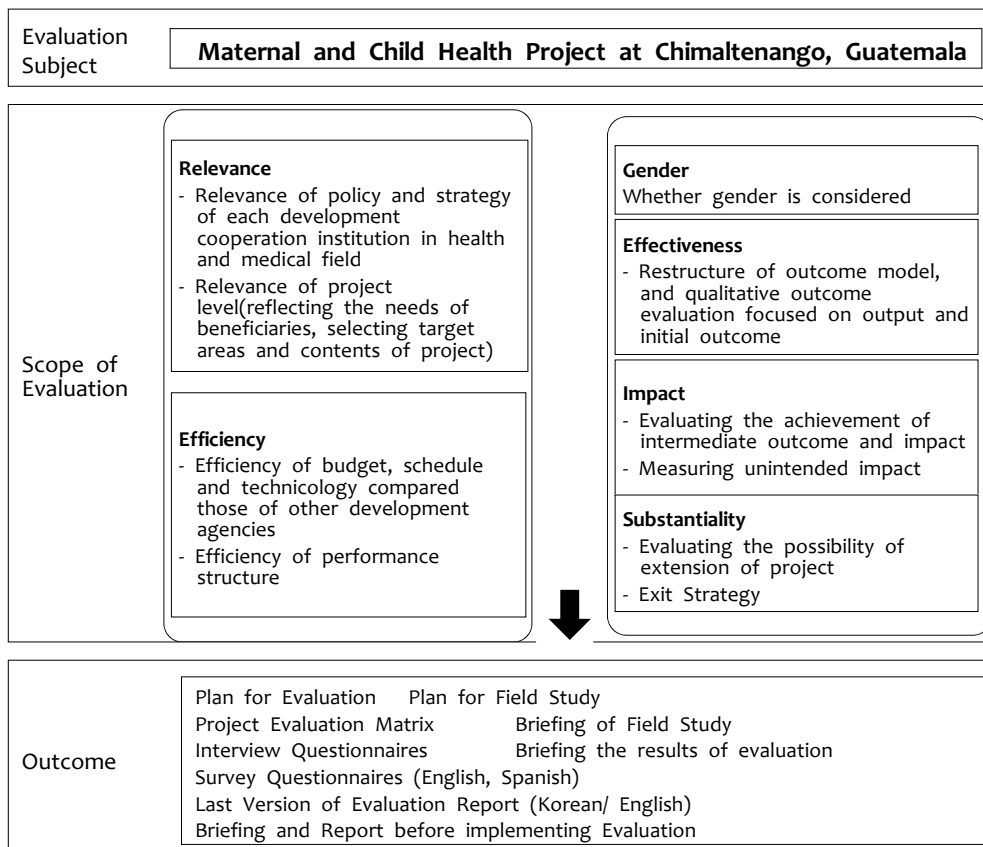 Evaluation
Subject
Maternal and Child Health Project at Chimaltenango, Guatemala
Scope of
Evaluation
Relevance
- Relevance of policy and strategy
of each development
cooperation institution in health
and medical field
- Relevance of project
level(reflecting the needs of
beneficiaries, selecting target
areas and contents of project)
Efficiency
- Efficiency of budget, schedule
and technicology compared
those of other development
agencies
- Efficiency of performance
structure
Gender
Whether gender is considered
Effectiveness
- Restructure of outcome model,
and qualitative outcome
evaluation focused on output and
initial outcome
Impact
- Evaluating the achievement of
intermediate outcome and impact
- Measuring unintended impact
Substantiality
- Evaluating the possibility of
extension of project
- Exit Strategy
Outcome
Plan for Evaluation Plan for Field Study
Project Evaluation Matrix Briefing of Field Study
Interview Questionnaires Briefing the results of evaluation
Survey Questionnaires (English, Spanish)
Last Version of Evaluation Report (Korean/ English)
Briefing and Report before implementing Evaluation